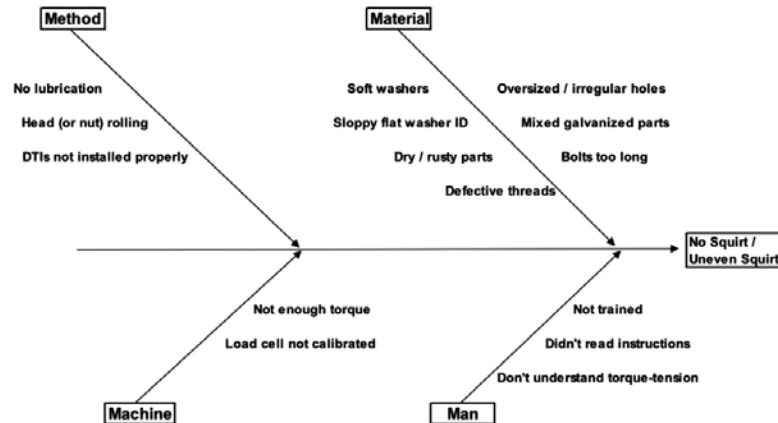 Method
Material
No lubrication
Head (or nut) rolling
DTIs not installed properly
Soft washers
Sloppy flat washer ID
Dry / rusty parts
Defective threads
Oversized / irregular holes
Mixed galvanized parts
Bolts too long
No Squirt /
Uneven Squirt
Not enough torque
Load cell not calibrated
Not trained
Didn't read instructions
Don't understand torque-tension
Machine
Man